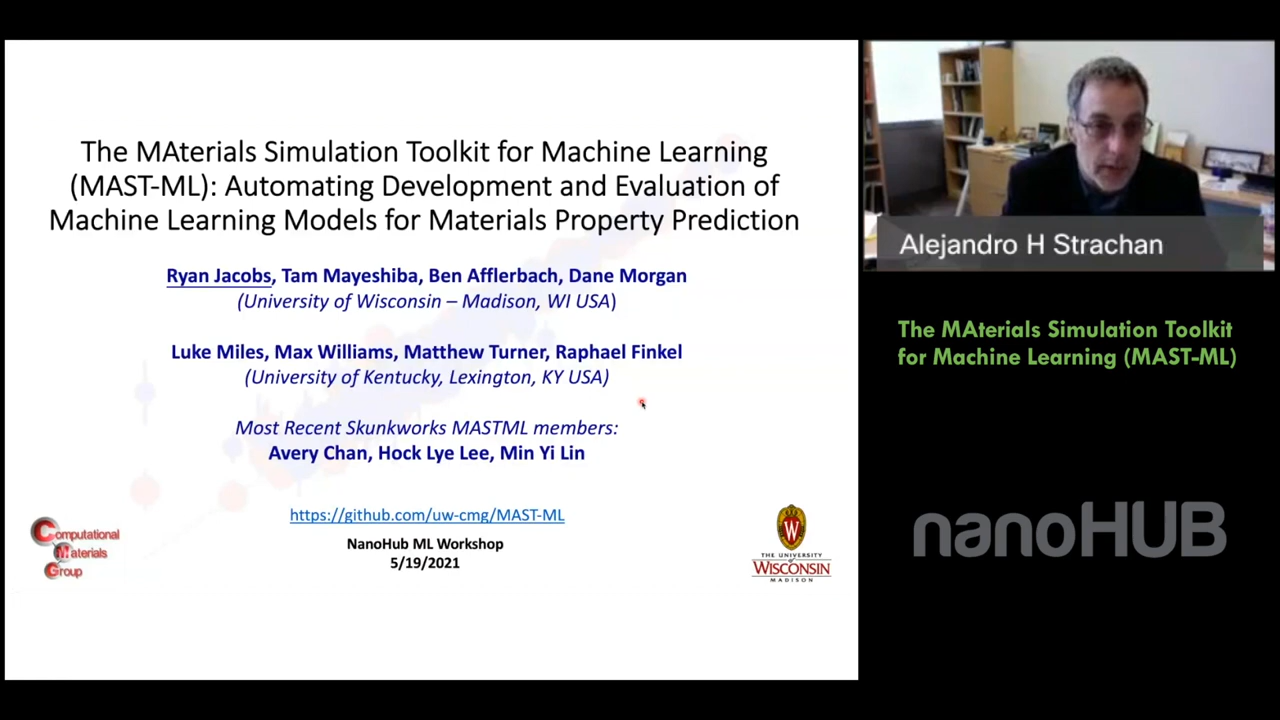 The MAterials Simulation Toolkit for Machine Learning
(MAST-ML): Automating Development and Evaluation of
Machine Learning Models for Materials Property Prediction
Ryan Jacobs, Tam Mayeshiba, Ben Afflerbach, Dane Morgan
(University of Wisconsin – Madison, WI USA)
Luke Miles, Max Williams, Matthew Turner, Raphael Finkel
(University of Kentucky, Lexington, KY USA)
Most Recent Skunkworks MASTML members:
Avery Chan, Hock Lye Lee, Min Yi Lin
https://github.com/uw-cmg/MAST-ML
NanoHub ML Workshop
5/19/2021
Computational
Materials
Group
W
THE UNIVERSITY
of
WISCONSIN
MADISON
Alejandro H Strachan
The MAterials Simulation Toolkit
for Machine Learning (MAST-ML)
nanoHUB